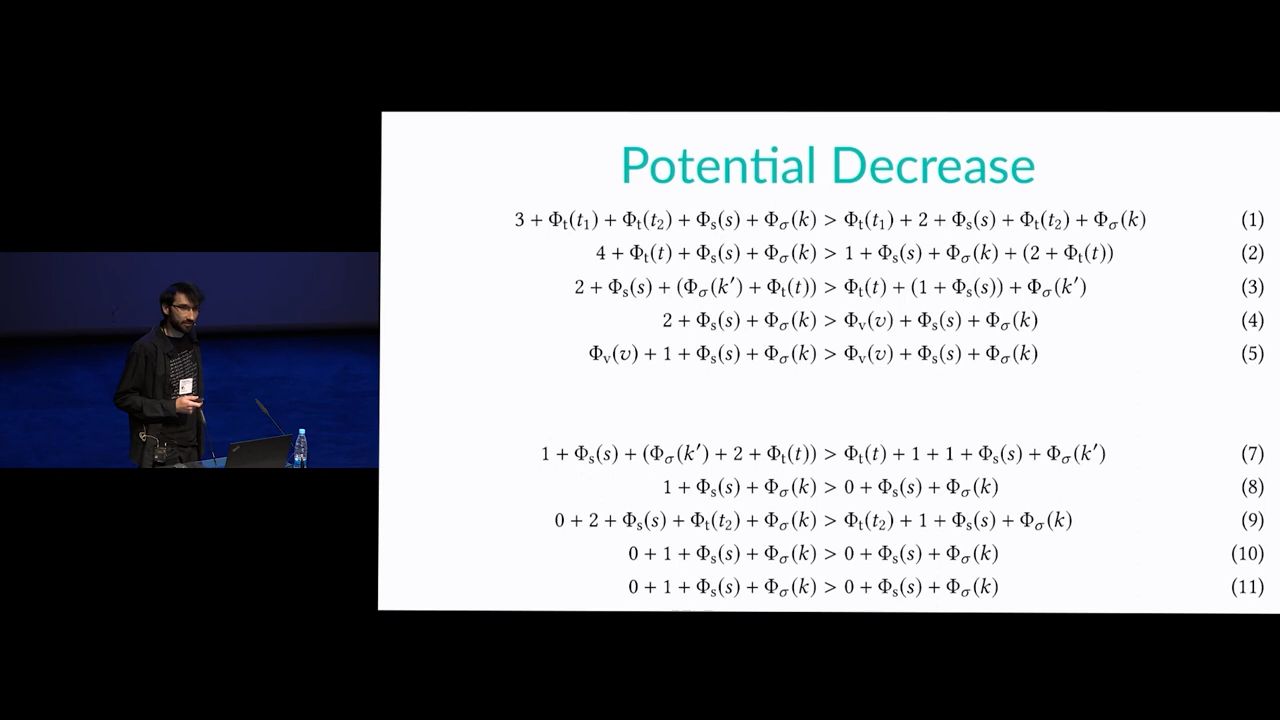 Potential Decrease
3 + Φt(t1) + Φt(t2) + Φs(s) + Φσ(k) > Φt(t1) + 2 + Φs(s) + Φt(t2) + Φσ(k) (1)
4 + Φt(t) + Φs(s) + Φσ(k) > 1 + Φs(s) + Φσ(k) + (2 + Φt(t)) (2)
2 + Φs(s) + (Φσ(k′) + Φt(t)) > Φt(t) + (1 + Φs(s)) + Φσ(k′) (3)
2 + Φs(s) + Φσ(k) > Φv(v) + Φs(s) + Φσ(k) (4)
Φv(v) + 1 + Φs(s) + Φσ(k) > Φv(v) + Φs(s) + Φσ(k) (5)
1 + Φs(s) + (Φσ(k′) + 2 + Φt(t)) > Φt(t) + 1 + 1 + Φs(s) + Φσ(k′) (7)
1 + Φs(s) + Φσ(k) > 0 + Φs(s) + Φσ(k) (8)
0 + 2 + Φs(s) + Φt(t2) + Φσ(k) > Φt(t2) + 1 + Φs(s) + Φσ(k) (9)
0 + 1 + Φs(s) + Φσ(k) > 0 + Φs(s) + Φσ(k) (10)
0 + 1 + Φs(s) + Φσ(k) > 0 + Φs(s) + Φσ(k) (11)